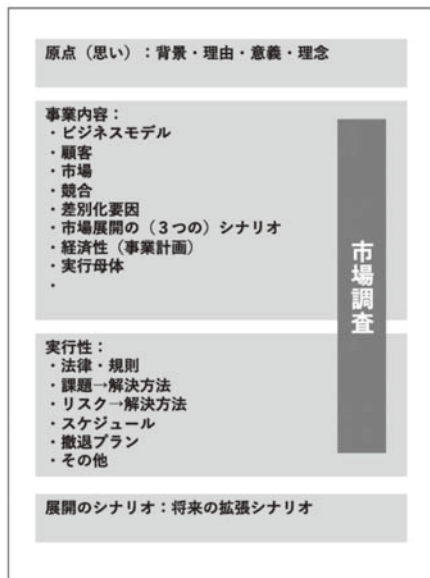 原点（思い）：背景・理由・意義・理念
事業内容：
・ビジネスモデル
・顧客
・市場
・競合
・差別化要因
・市場展開の（３つの）シナリオ
・経済性（事業計画）
・実行母体
・
市場調査
実行性：
・法律・規則
・課題→解決方法
・リスク→解決方法
・スケジュール
・撤退プラン
・その他
展開のシナリオ：将来の拡張シナリオ